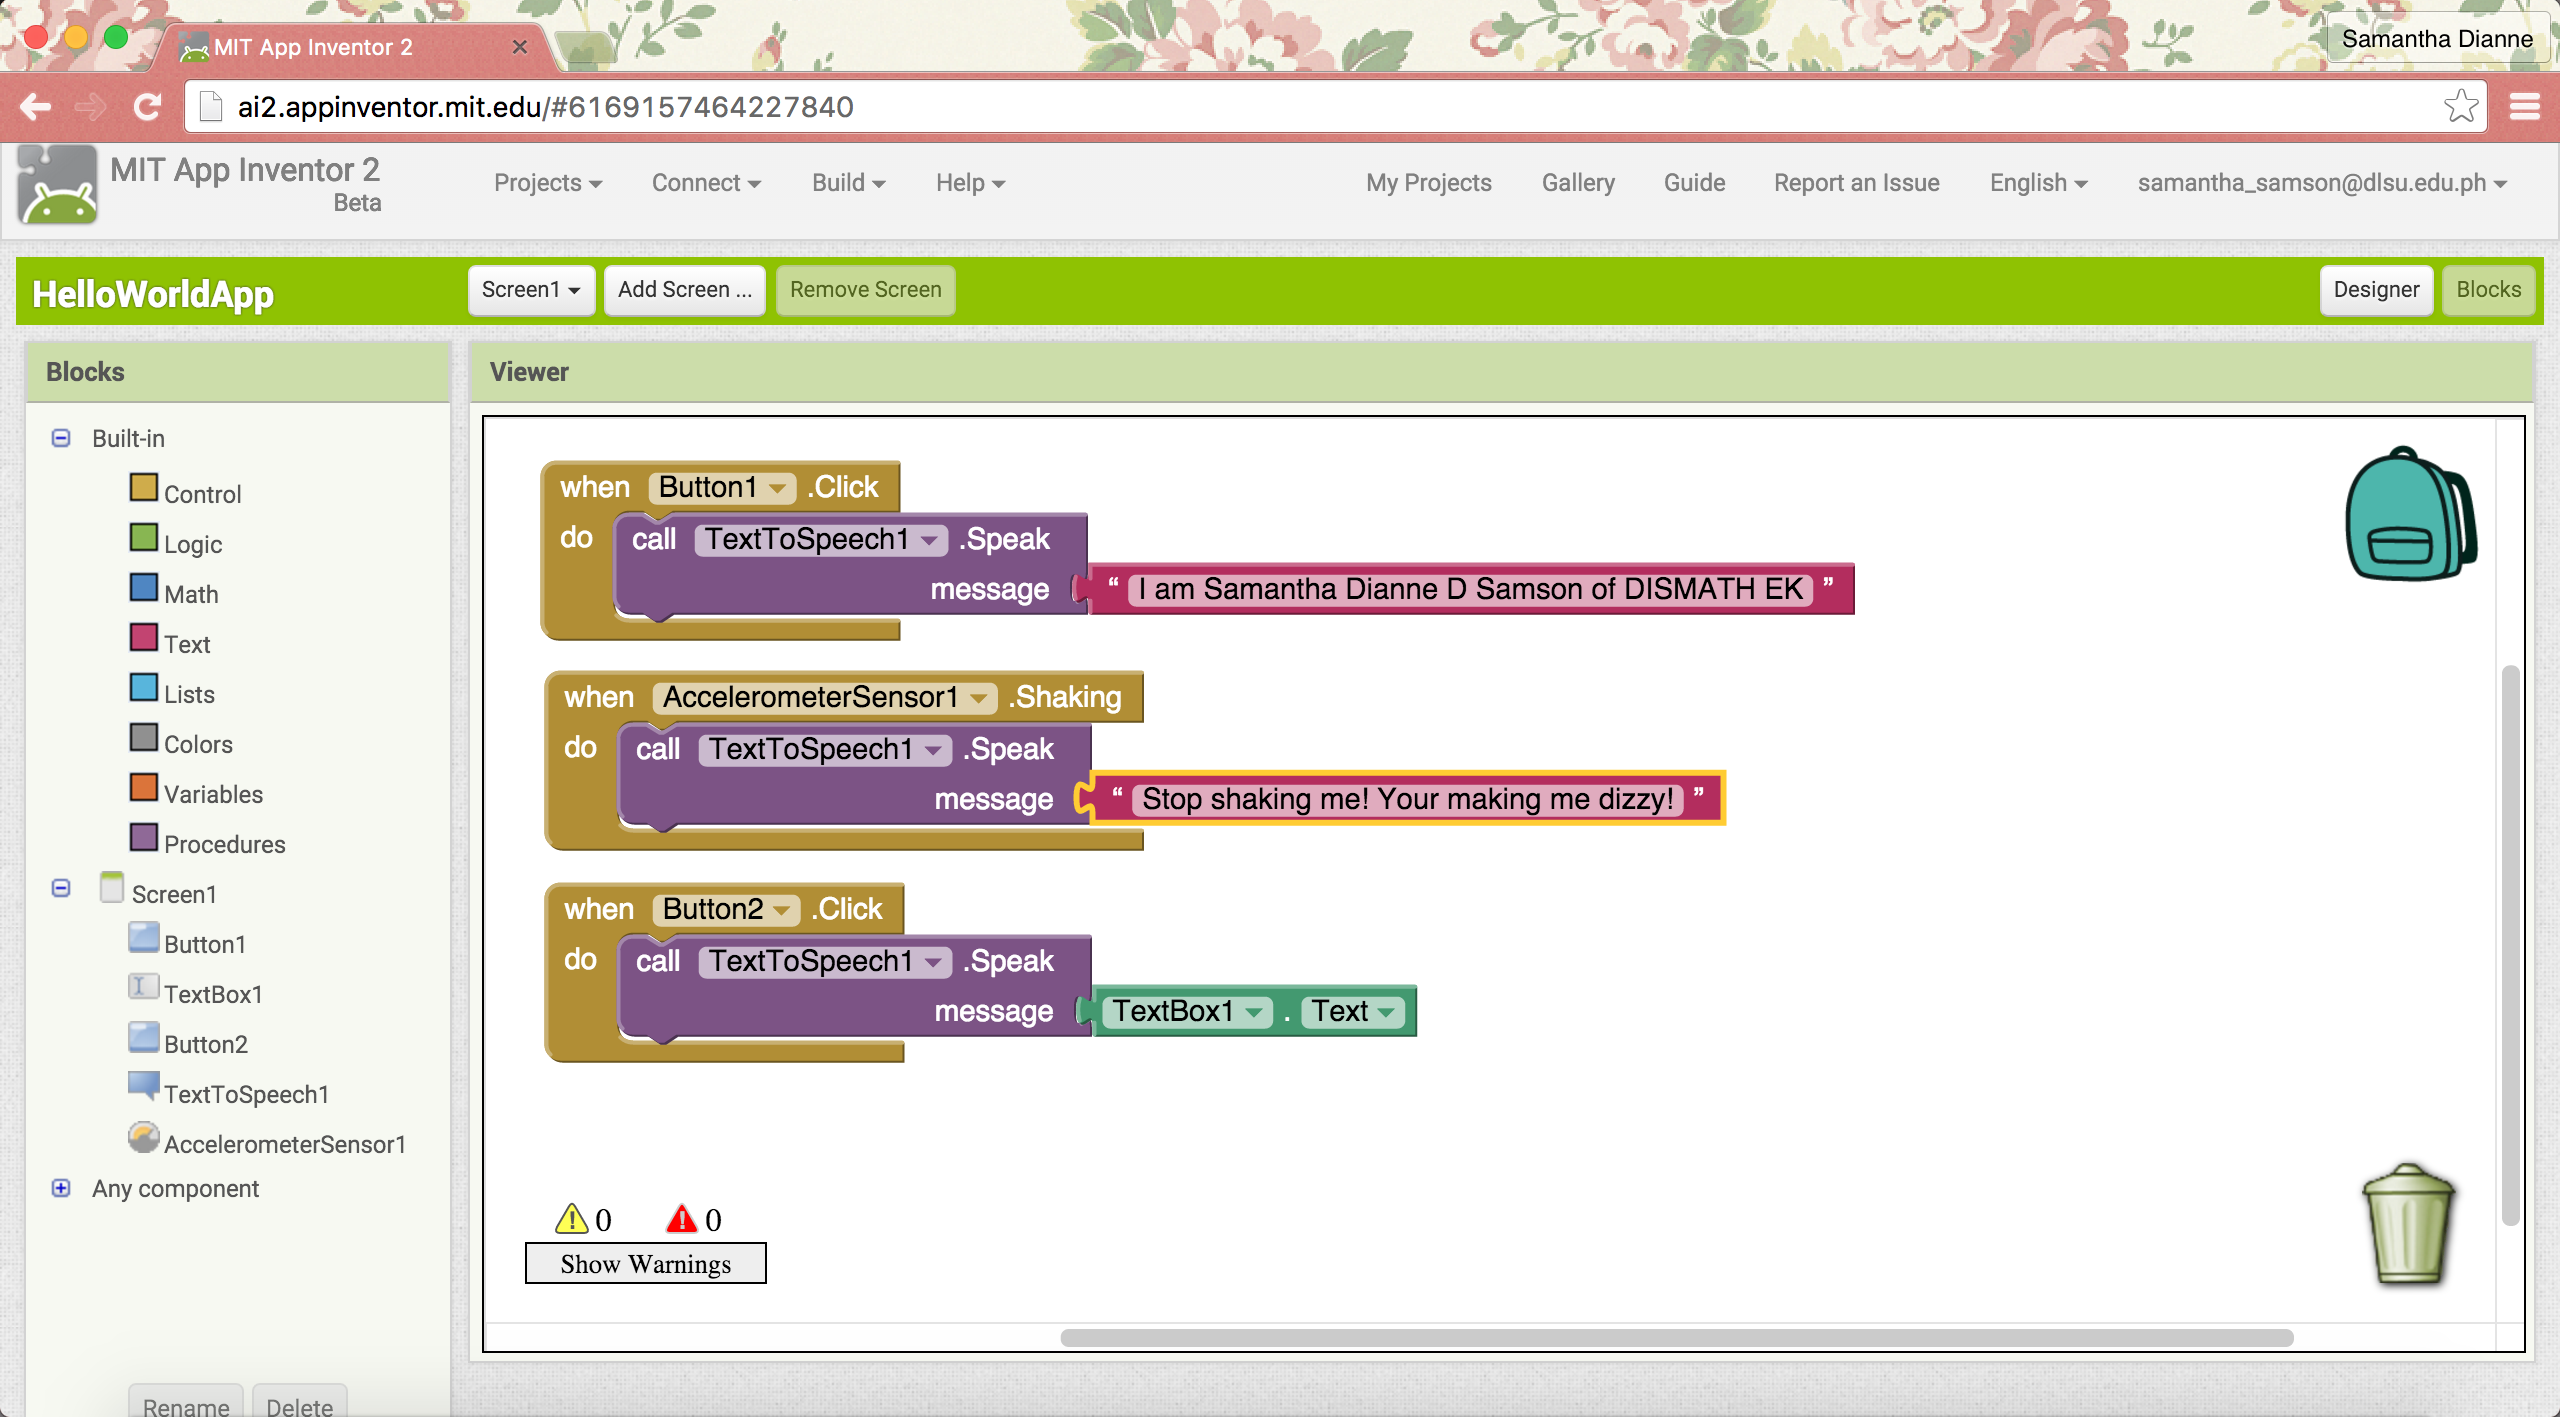 MIT App Inventor 2
Samantha Dianne
ai2.appinventor.mit.edu/#6169157464227840
MIT App Inventor 2
Beta
Projects Connect Build Help My Projects Gallery Guide Report an Issue English samantha_samson@dlsu.edu.ph
HelloWorldApp Screen1 Add Screen ... Remove Screen Designer Blocks
Blocks
Viewer
Built-in
Control
Logic
Math
Text
Lists
Colors
Variables
Procedures
Screen1
Button1
TextBox1
Button2
TextToSpeech1
AccelerometerSensor1
Any component
Rename Delete
when Button1 .Click
do call TextToSpeech1 .Speak
message “ I am Samantha Dianne D Samson of DISMATH EK ”
when AccelerometerSensor1 .Shaking
do call TextToSpeech1 .Speak
message “ Stop shaking me! Your making me dizzy! ”
when Button2 .Click
do call TextToSpeech1 .Speak
message TextBox1 . Text
0 0
Show Warnings